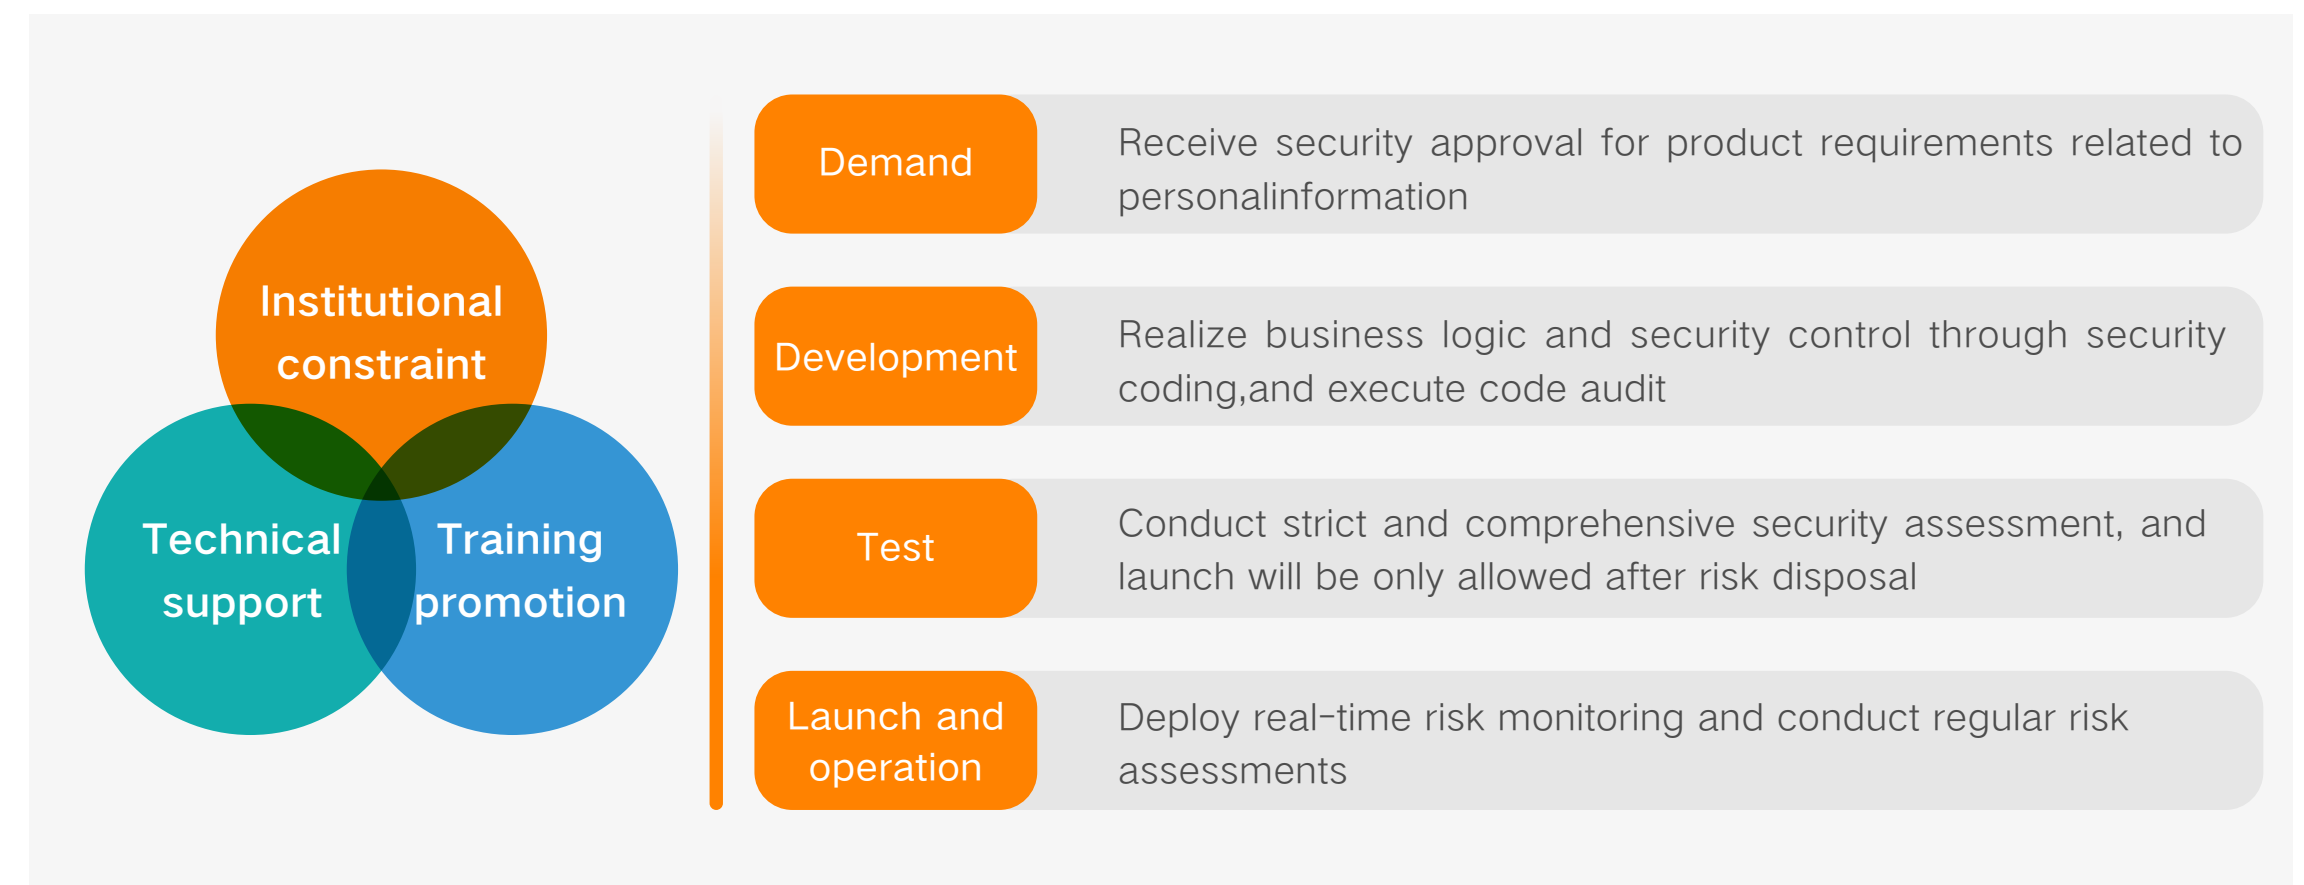 Institutional
constraint
Technical
support
Training
promotion
Demand
Receive security approval for product requirements related to
personalinformation
Development
Realize business logic and security control through security
coding,and execute code audit
Test
Conduct strict and comprehensive security assessment, and
launch will be only allowed after risk disposal
Launch and
operation
Deploy real-time risk monitoring and conduct regular risk
assessments